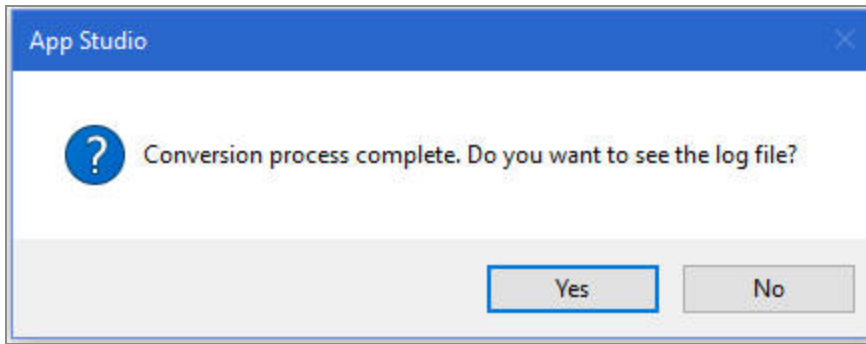 App Studio
Conversion process complete. Do you want to see the log file?
Yes
No